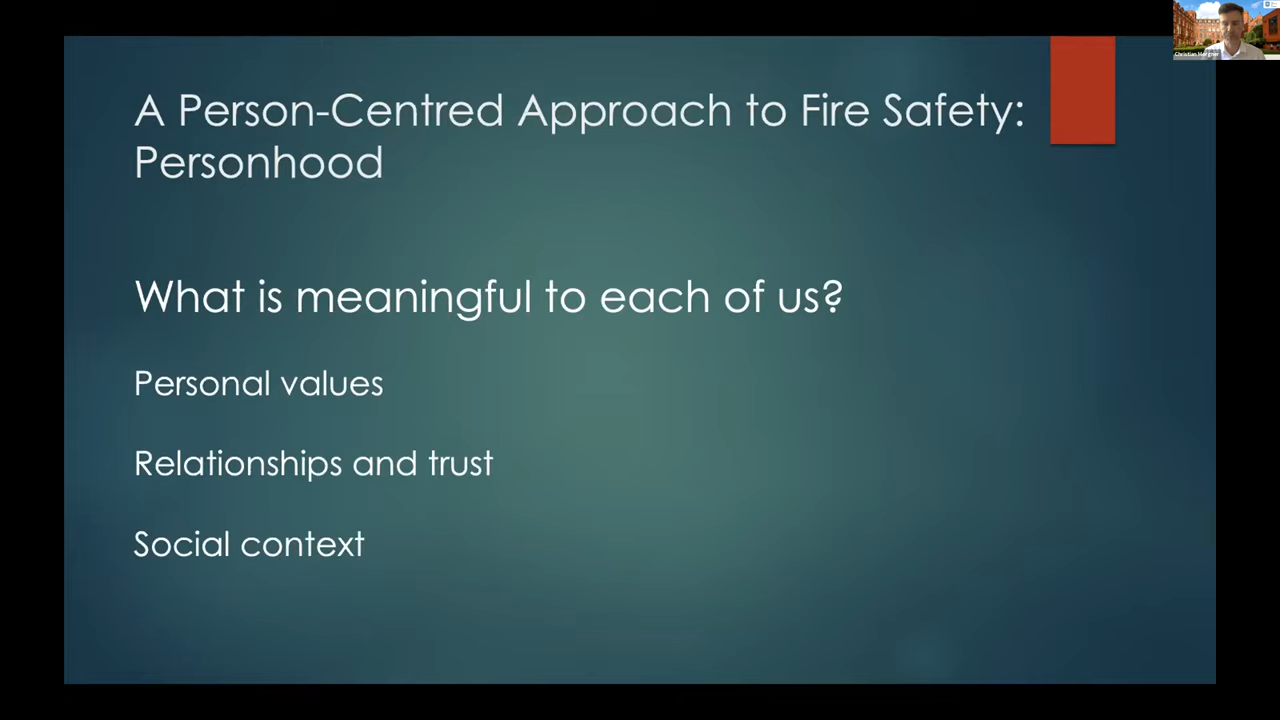 A Person-Centred Approach to Fire Safety:
Personhood
What is meaningful to each of us?
Personal values
Relationships and trust
Social context
Christian